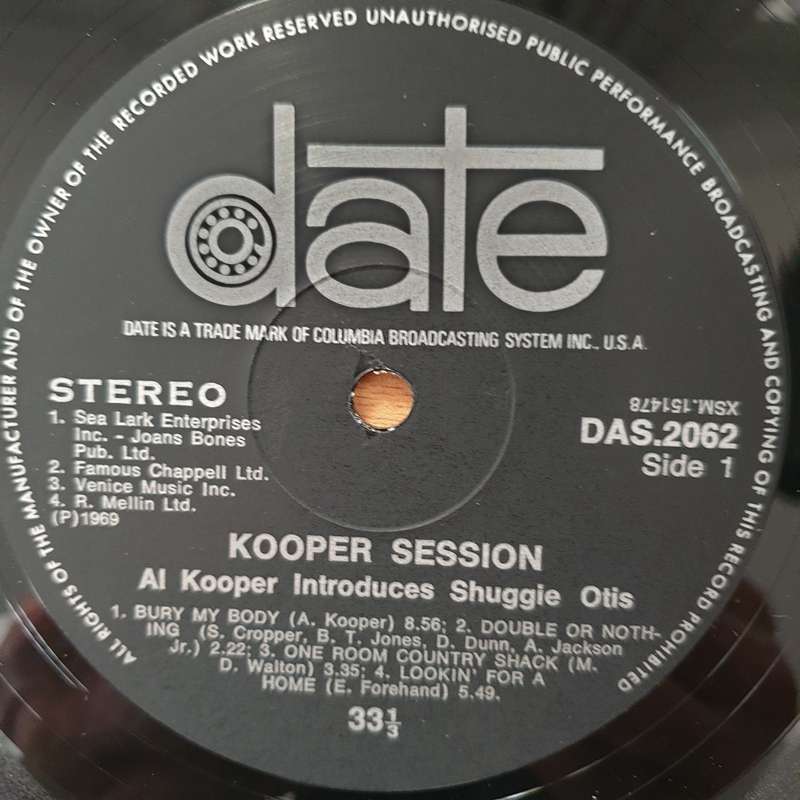 ALL RIGHTS OF THE MANUFACTURER AND OF THE OWNER OF THE RECORDED WORK RESERVED UNAUTHORISED PUBLIC PERFORMANCE BROADCASTING AND COPYING OF THIS RECORD PROHIBITED
date
DATE IS A TRADE MARK OF COLUMBIA BROADCASTING SYSTEM INC., U.S.A.
STEREO
1. Sea Lark Enterprises
Inc. - Joans Bones
Pub. Ltd.
2. Famous Chappell Ltd.
3. Venice Music Inc.
4. R. Mellin Ltd.
(P)1969
XSM.151478
DAS.2062
Side 1
KOOPER SESSION
Al Kooper Introduces Shuggie Otis
1. BURY MY BODY (A. Kooper) 8.56; 2. DOUBLE OR NOTH-
ING (S. Cropper, B. T. Jones, D. Dunn, A. Jackson
Jr.) 2.22; 3. ONE ROOM COUNTRY SHACK (M.
D. Walton) 3.35; 4. LOOKIN' FOR A
HOME (E. Forehand) 5.49.
33⅓